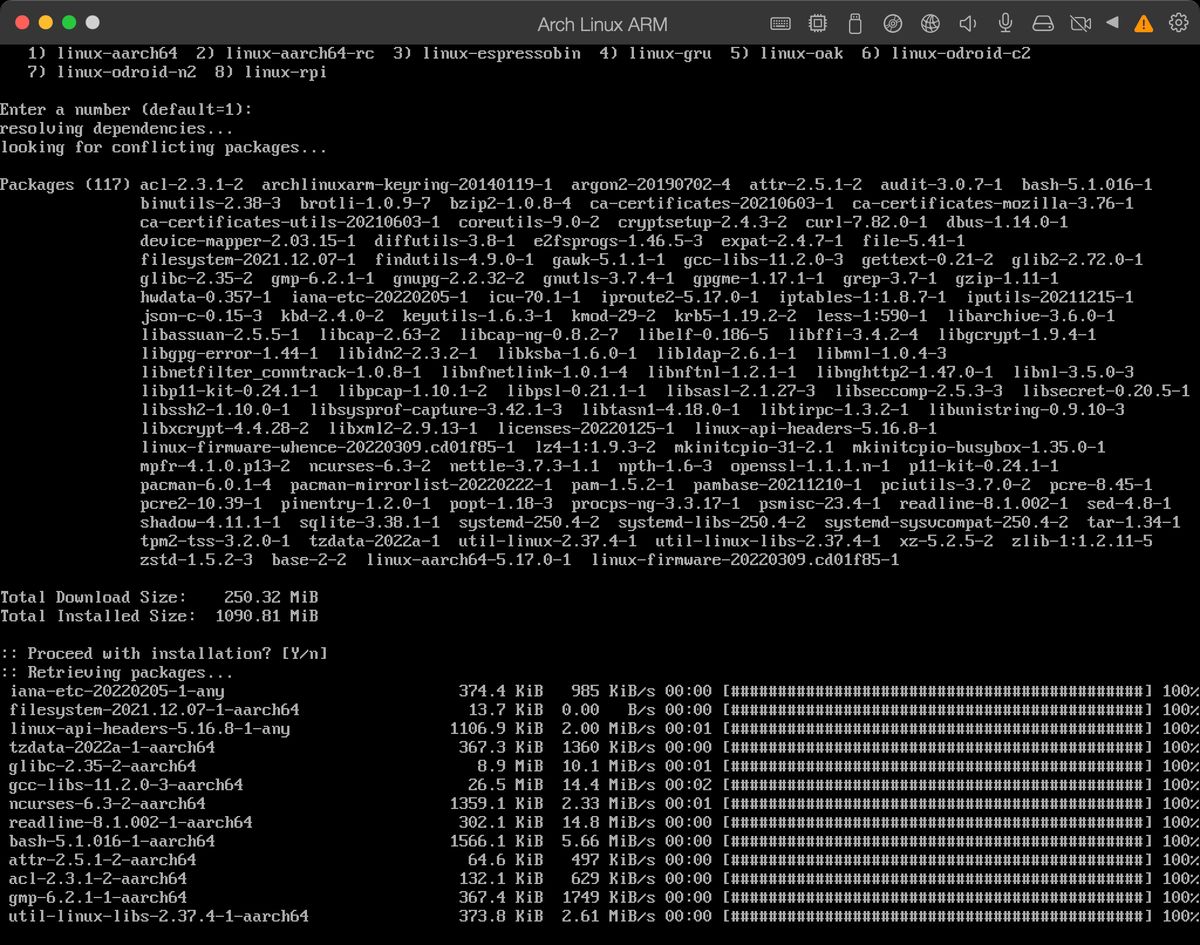 Arch Linux ARM
1) linux-aarch64  2) linux-aarch64-rc  3) linux-espressobin  4) linux-gru  5) linux-oak  6) linux-odroid-c2
7) linux-odroid-n2  8) linux-rpi
Enter a number (default=1):
resolving dependencies...
looking for conflicting packages...
Packages (117) acl-2.3.1-2  archlinuxarm-keyring-20140119-1  argon2-20190702-4  attr-2.5.1-2  audit-3.0.7-1  bash-5.1.016-1
binutils-2.38-3  brotli-1.0.9-7  bzip2-1.0.8-4  ca-certificates-20210603-1  ca-certificates-mozilla-3.76-1
ca-certificates-utils-20210603-1  coreutils-9.0-2  cryptsetup-2.4.3-2  curl-7.82.0-1  dbus-1.14.0-1
device-mapper-2.03.15-1  diffutils-3.8-1  e2fsprogs-1.46.5-3  expat-2.4.7-1  file-5.41-1
filesystem-2021.12.07-1  findutils-4.9.0-1  gawk-5.1.1-1  gcc-libs-11.2.0-3  gettext-0.21-2  glib2-2.72.0-1
glibc-2.35-2  gmp-6.2.1-1  gnupg-2.2.32-2  gnutls-3.7.4-1  gpgme-1.17.1-1  grep-3.7-1  gzip-1.11-1
hwdata-0.357-1  iana-etc-20220205-1  icu-70.1-1  iproute2-5.17.0-1  iptables-1:1.8.7-1  iputils-20211215-1
json-c-0.15-3  kbd-2.4.0-2  keyutils-1.6.3-1  kmod-29-2  krb5-1.19.2-2  less-1:590-1  libarchive-3.6.0-1
libassuan-2.5.5-1  libcap-2.63-2  libcap-ng-0.8.2-7  libelf-0.186-5  libffi-3.4.2-4  libgcrypt-1.9.4-1
libgpg-error-1.44-1  libidn2-2.3.2-1  libksba-1.6.0-1  libldap-2.6.1-1  libmnl-1.0.4-3
libnetfilter_conntrack-1.0.8-1  libnfnetlink-1.0.1-4  libnftnl-1.2.1-1  libnghttp2-1.47.0-1  libnl-3.5.0-3
libp11-kit-0.24.1-1  libpcap-1.10.1-2  libpsl-0.21.1-1  libsasl-2.1.27-3  libseccomp-2.5.3-3  libsecret-0.20.5-1
libssh2-1.10.0-1  libsysprof-capture-3.42.1-3  libtasn1-4.18.0-1  libtirpc-1.3.2-1  libunistring-0.9.10-3
libxcrypt-4.4.28-2  libxml2-2.9.13-1  licenses-20220125-1  linux-api-headers-5.16.8-1
linux-firmware-whence-20220309.cd01f85-1  lz4-1:1.9.3-2  mkinitcpio-31-2.1  mkinitcpio-busybox-1.35.0-1
mpfr-4.1.0.p13-2  ncurses-6.3-2  nettle-3.7.3-1.1  npth-1.6-3  openssl-1.1.1.n-1  p11-kit-0.24.1-1
pacman-6.0.1-4  pacman-mirrorlist-20220222-1  pam-1.5.2-1  pambase-20211210-1  pciutils-3.7.0-2  pcre-8.45-1
pcre2-10.39-1  pinentry-1.2.0-1  popt-1.18-3  procps-ng-3.3.17-1  psmisc-23.4-1  readline-8.1.002-1  sed-4.8-1
shadow-4.11.1-1  sqlite-3.38.1-1  systemd-250.4-2  systemd-libs-250.4-2  systemd-sysvcompat-250.4-2  tar-1.34-1
tpm2-tss-3.2.0-1  tzdata-2022a-1  util-linux-2.37.4-1  util-linux-libs-2.37.4-1  xz-5.2.5-2  zlib-1:1.2.11-5
zstd-1.5.2-3  base-2-2  linux-aarch64-5.17.0-1  linux-firmware-20220309.cd01f85-1
Total Download Size:    250.32 MiB
Total Installed Size:  1090.81 MiB
:: Proceed with installation? [Y/n]
:: Retrieving packages...
iana-etc-20220205-1-any  374.4 KiB  985 KiB/s 00:00 [############################################] 100%
filesystem-2021.12.07-1-aarch64  13.7 KiB  0.00   B/s 00:00 [############################################] 100%
linux-api-headers-5.16.8-1-any  1106.9 KiB  2.00 MiB/s 00:01 [############################################] 100%
tzdata-2022a-1-aarch64  367.3 KiB  1360 KiB/s 00:00 [############################################] 100%
glibc-2.35-2-aarch64  8.9 MiB  10.1 MiB/s 00:01 [############################################] 100%
gcc-libs-11.2.0-3-aarch64  26.5 MiB  14.4 MiB/s 00:02 [############################################] 100%
ncurses-6.3-2-aarch64  1359.1 KiB  2.33 MiB/s 00:01 [############################################] 100%
readline-8.1.002-1-aarch64  302.1 KiB  14.8 MiB/s 00:00 [############################################] 100%
bash-5.1.016-1-aarch64  1566.1 KiB  5.66 MiB/s 00:00 [############################################] 100%
attr-2.5.1-2-aarch64  64.6 KiB  497 KiB/s 00:00 [############################################] 100%
acl-2.3.1-2-aarch64  132.1 KiB  629 KiB/s 00:00 [############################################] 100%
gmp-6.2.1-1-aarch64  367.4 KiB  1749 KiB/s 00:00 [############################################] 100%
util-linux-libs-2.37.4-1-aarch64  373.8 KiB  2.61 MiB/s 00:00 [############################################] 100%